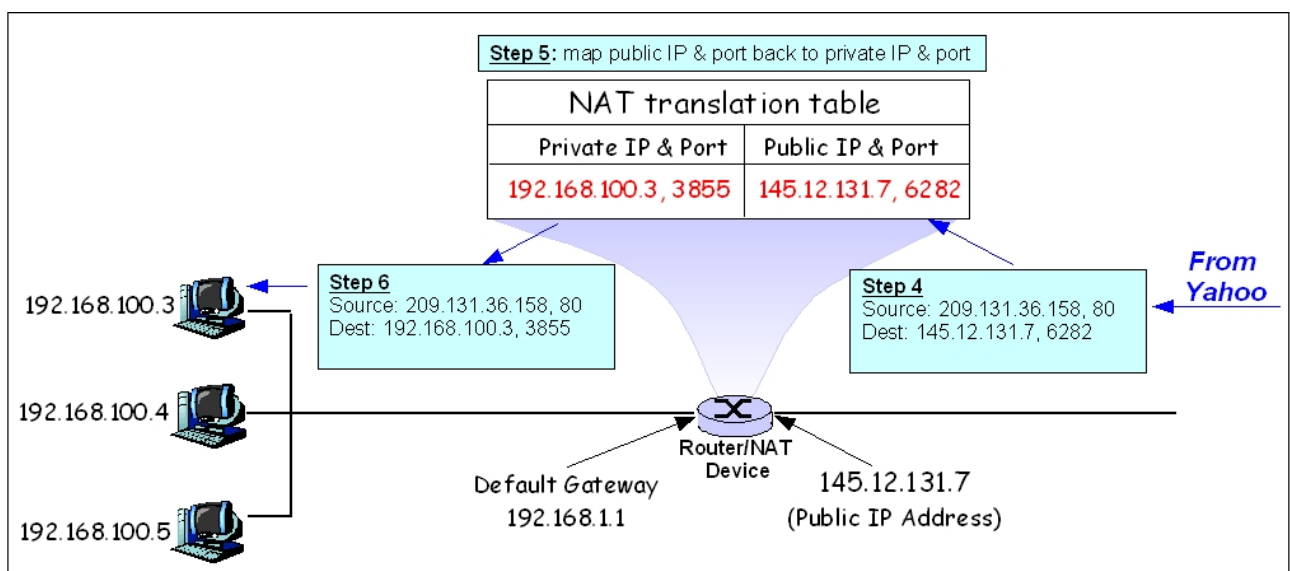 Step 5: map public IP & port back to private IP & port
NAT translation table
Private IP & Port
Public IP & Port
192.168.100.3, 3855
145.12.131.7, 6282
Step 6
Source: 209.131.36.158, 80
Dest: 192.168.100.3, 3855
Step 4
Source: 209.131.36.158, 80
Dest: 145.12.131.7, 6282
From
Yahoo
192.168.100.3
192.168.100.4
192.168.100.5
Router/NAT
Device
Default Gateway
192.168.1.1
145.12.131.7
(Public IP Address)